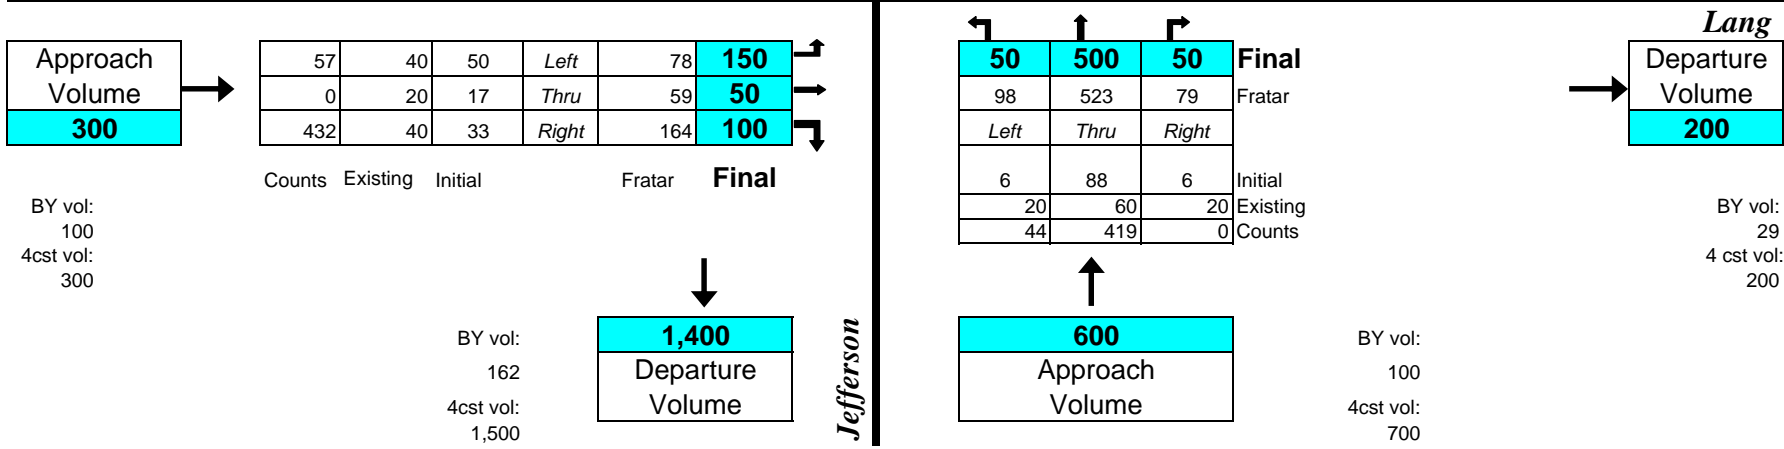 Lang
Approach
Volume
300
57 40 50 Left 78 150
0 20 17 Thru 59 50
432 40 33 Right 164 100
Counts Existing Initial Fratar Final
BY vol:
100
4cst vol:
300
50 500 50 Final
98 523 79 Fratar
Left Thru Right
6 88 6 Initial
20 60 20 Existing
44 419 0 Counts
Departure
Volume
200
BY vol:
29
4 cst vol:
200
BY vol:
162
4cst vol:
1,500
1,400
Departure
Volume
Jefferson
600
Approach
Volume
BY vol:
100
4cst vol:
700